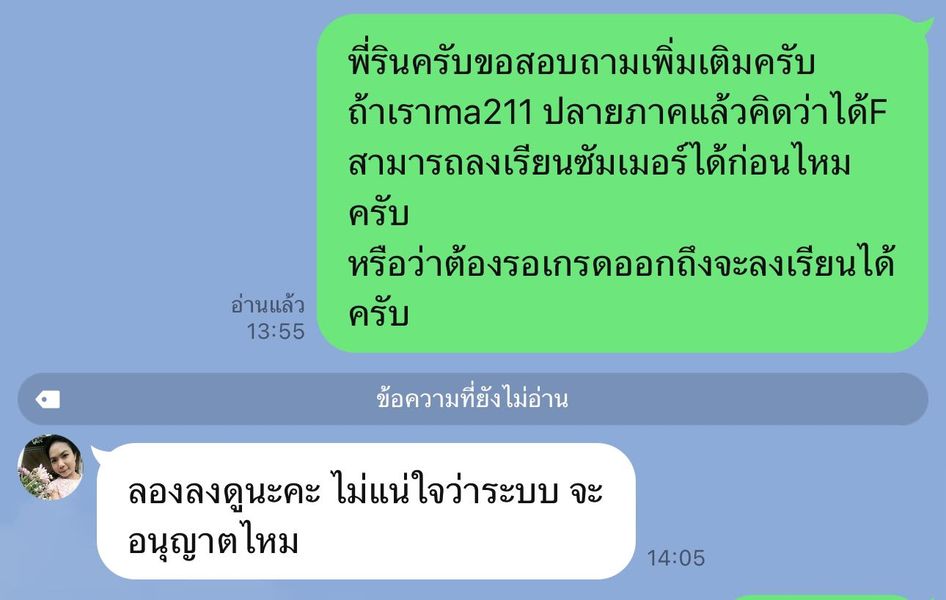 พี่รินครับขอสอบถามเพิ่มเติมครับ
ถ้าเราma211 ปลายภาคแล้วคิดว่าได้F
สามารถลงเรียนซัมเมอร์ได้ก่อนไหม
ครับ
หรือว่าต้องรอเกรดออกถึงจะลงเรียนได้
ครับ
อ่านแล้ว
13:55
ข้อความที่ยังไม่อ่าน
ลองลงดูนะคะ ไม่แน่ใจว่าระบบ จะ
อนุญาตไหม
14:05